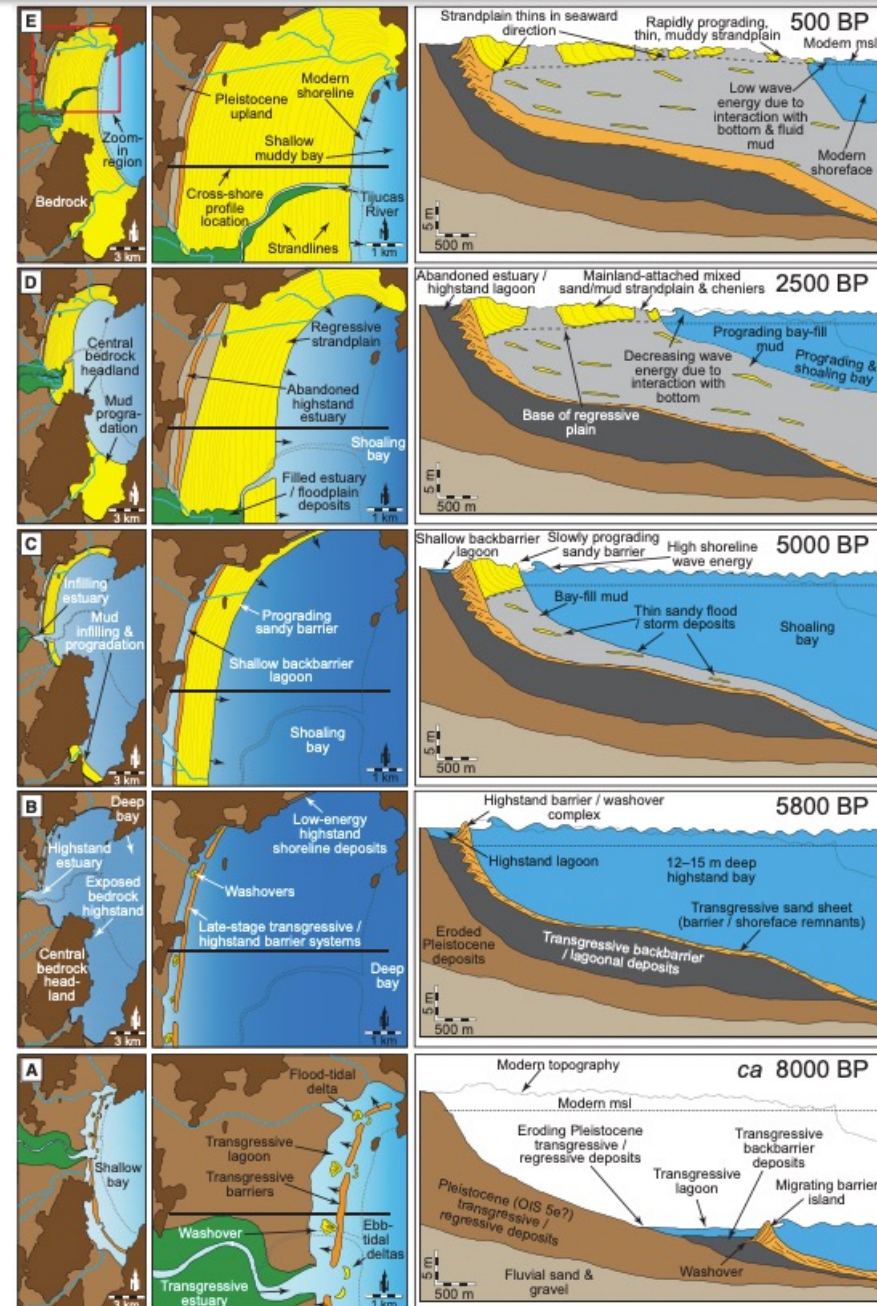 E
Zoom-
in
region
Bedrock
3 km
Pleistocene
upland
Modern
shoreline
Shallow
muddy bay
Cross-shore
profile
location
Tijucas
River
Strandlines
N
1 km
Strandplain thins in seaward
direction
Rapidly prograding,
thin, muddy strandplain
500 BP
Modern msl
Low wave
energy due to
interaction with
bottom & fluid
mud
Modern
shoreface
5 m
500 m
D
Central
bedrock
headland
Mud
progra-
dation
3 km
Regressive
strandplain
Abandoned
highstand
estuary
Shoaling
bay
Filled estuary
/ floodplain
deposits
N
1 km
Abandoned estuary /
highstand lagoon
Mainland-attached mixed
sand/mud strandplain & cheniers
2500 BP
Prograding bay-fill
mud
Prograding &
shoaling bay
Decreasing wave
energy due to
interaction with
bottom
Base of regressive
plain
5 m
500 m
C
Infilling
estuary
Mud
infilling &
progradation
3 km
Prograding
sandy barrier
Shallow backbarrier
lagoon
Shoaling
bay
N
1 km
Shallow backbarrier
lagoon
Slowly prograding
sandy barrier
High shoreline
wave energy
5000 BP
Bay-fill mud
Thin sandy flood
/ storm deposits
Shoaling
bay
5 m
500 m
B
Deep
bay
Highstand
estuary
Exposed
bedrock
highstand
Central
bedrock
head-
land
3 km
Low-energy
highstand
shoreline deposits
Washovers
Late-stage transgressive /
highstand barrier systems
Deep
bay
N
1 km
Highstand barrier / washover
complex
5800 BP
Highstand lagoon
12–15 m deep
highstand bay
Transgressive sand sheet
(barrier / shoreface remnants)
Eroded
Pleistocene
deposits
Transgressive backbarrier
/ lagoonal deposits
5 m
500 m
A
Shallow
bay
3 km
Flood-tidal
delta
Transgressive
lagoon
Transgressive
barriers
Washover
Ebb-
tidal
deltas
Transgressive
estuary
N
1 km
Modern topography
ca 8000 BP
Modern msl
Eroding Pleistocene
transgressive /
regressive deposits
Transgressive
backbarrier
deposits
Transgressive
lagoon
Migrating barrier
island
Pleistocene (OIS 5e?)
transgressive /
regressive deposits
Washover
Fluvial sand &
gravel
5 m
500 m